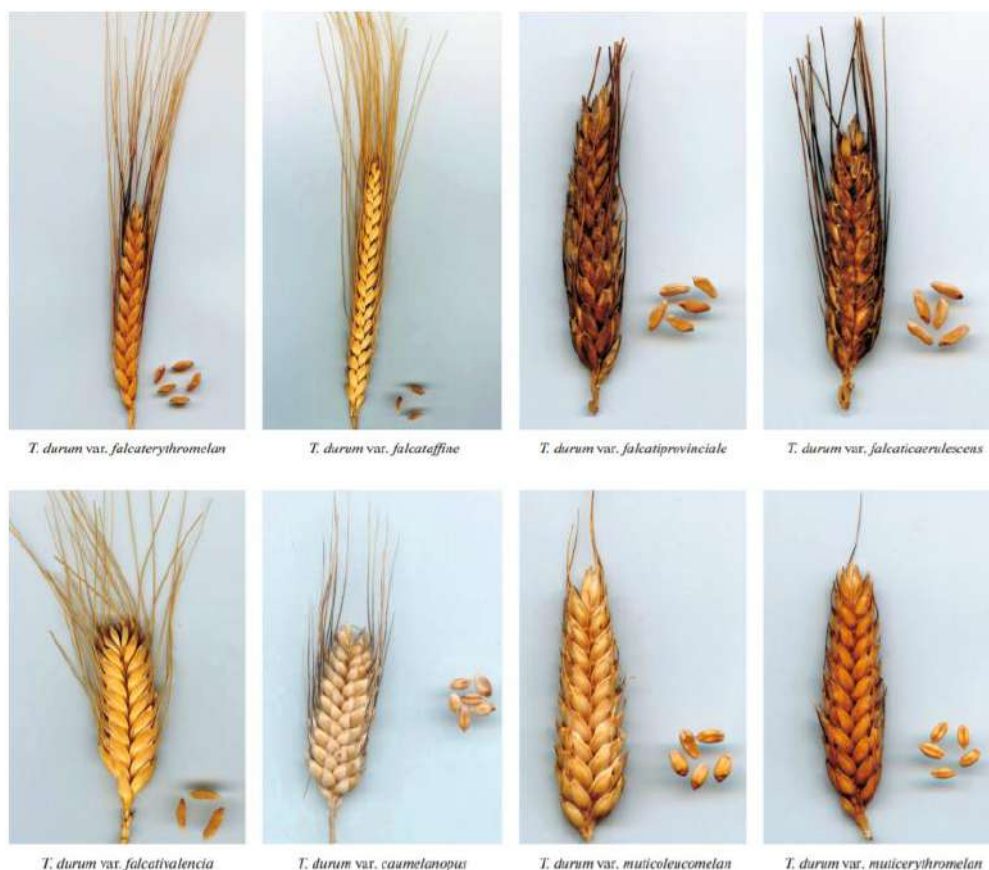 T. durum var. falcaterythromelan
T. durum var. falcataffine
T. durum var. falcatiprovinciale
T. durum var. falcaticaerulescens
T. durum var. falcativalencia
T. durum var. caumelanopus
T. durum var. muticoleucomelan
T. durum var. muticerythromelan